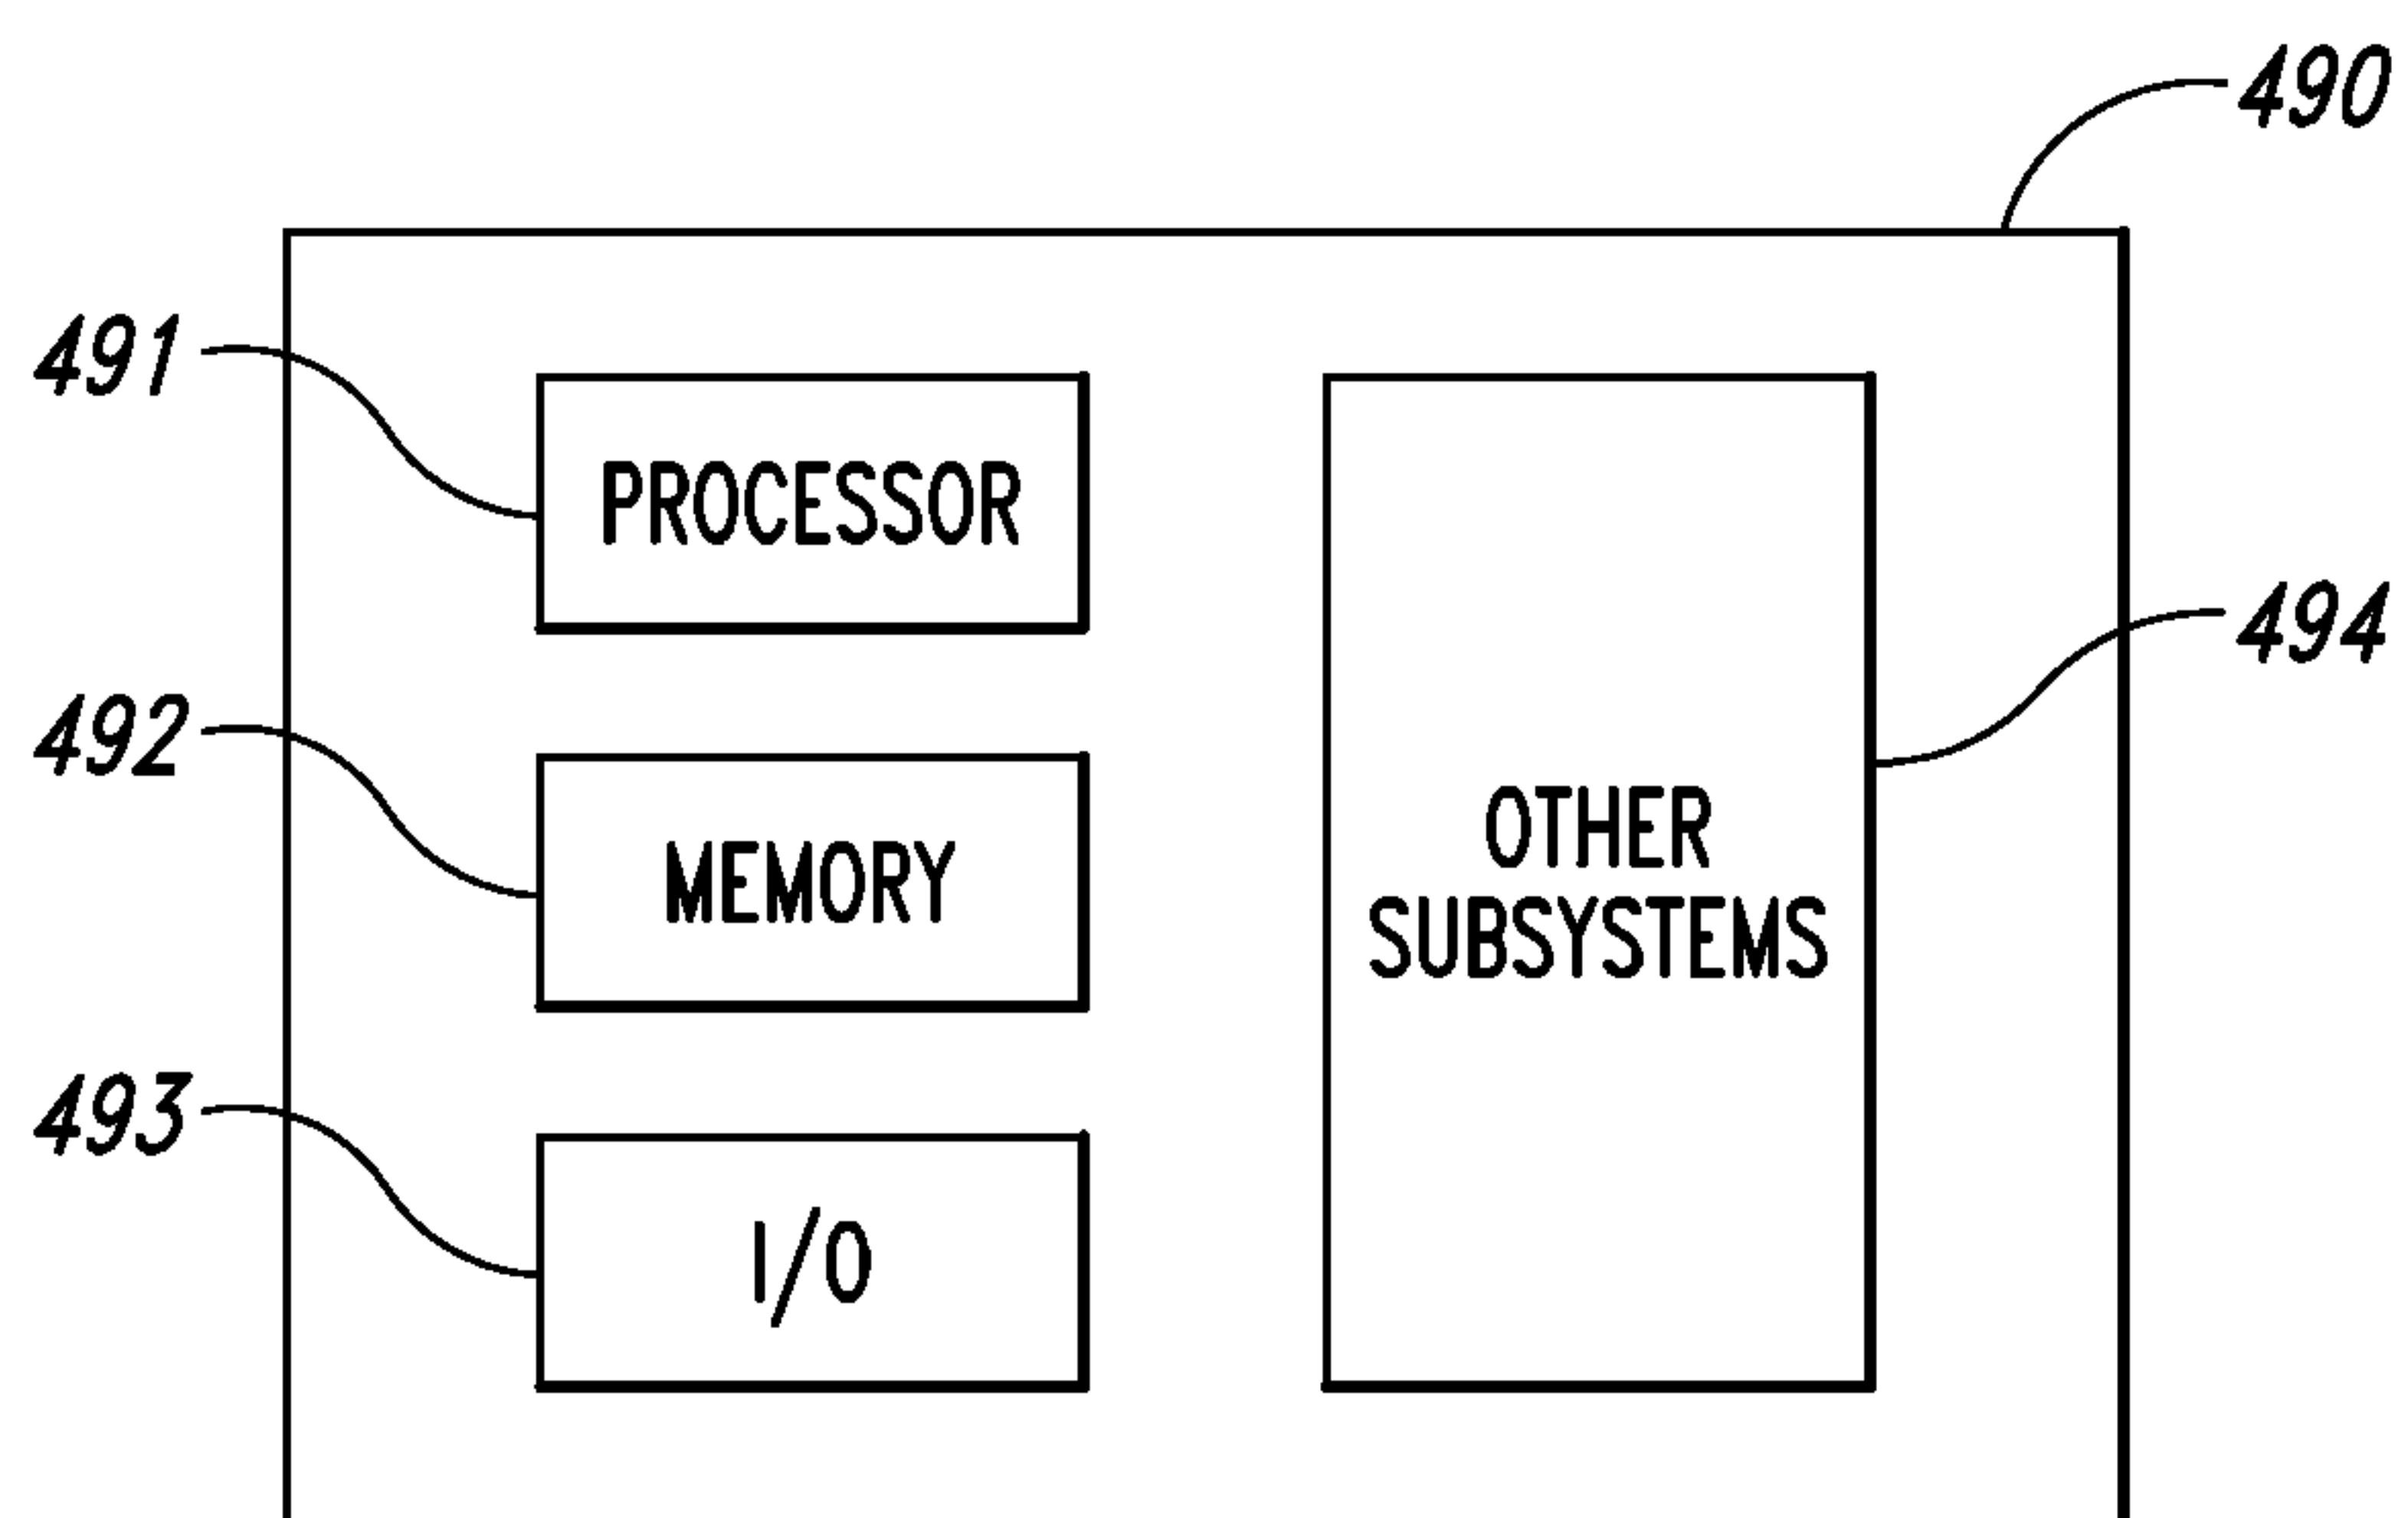 490
491
PROCESSOR
494
492
MEMORY
OTHER
SUBSYSTEMS
493
I/O